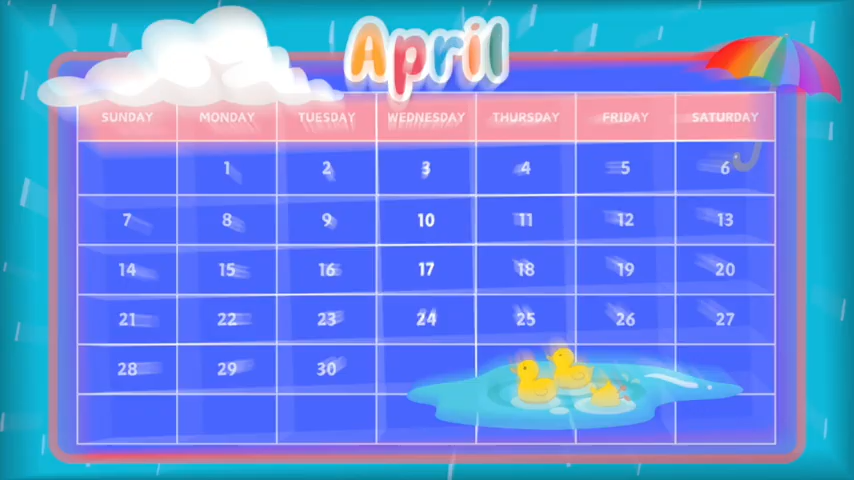 April
SUNDAY MONDAY TUESDAY WEDNESDAY THURSDAY FRIDAY SATURDAY
1 2 3 4 5 6
7 8 9 10 11 12 13
14 15 16 17 18 19 20
21 22 23 24 25 26 27
28 29 30